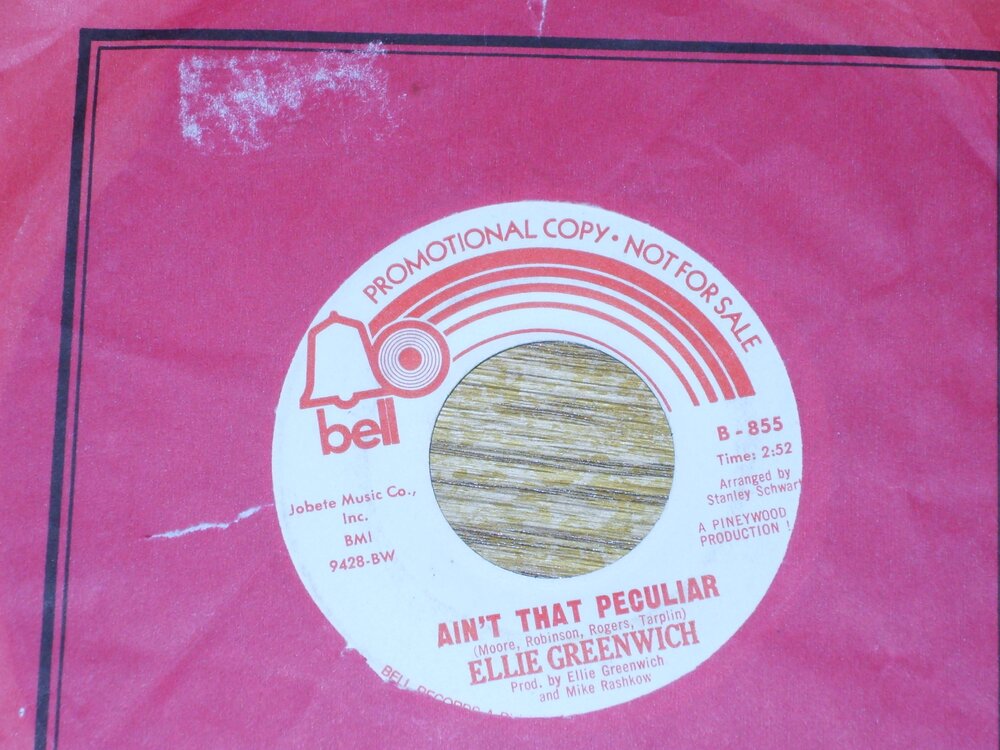 PROMOTIONAL COPY • NOT FOR SALE
bell
B-855
Time: 2:52
Arranged by
Stanley
A PINEYWOOD
PRODUCTION !
Jobete Music Co.,
Inc.
BMI
9428-BW
AIN'T THAT PECULIAR
(Moore, Robinson, Rogers, Tarplin)
ELLIE GREENWICH
Prod. by Ellie Greenwich
and Mike Rashkow
BELL RECORDS